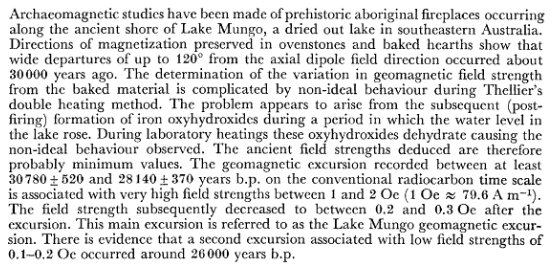 Archaeomagnetic studies have been made of prehistoric aboriginal fireplaces occurring
along the ancient shore of Lake Mungo, a dried out lake in southeastern Australia.
Directions of magnetization preserved in ovenstones and baked hearths show that
wide departures of up to 120° from the axial dipole field direction occurred about
30000 years ago. The determination of the variation in geomagnetic field strength
from the baked material is complicated by non-ideal behaviour during Thellier's
double heating method. The problem appears to arise from the subsequent (post-
firing) formation of iron oxyhydroxides during a period in which the water level in
the lake rose. During laboratory heatings these oxyhydroxides dehydrate causing the
non-ideal behaviour observed. The ancient field strengths deduced are therefore
probably minimum values. The geomagnetic excursion recorded between at least
30780 ± 520 and 28140 ± 370 years b.p. on the conventional radiocarbon time scale
is associated with very high field strengths between 1 and 2 Oe (1 Oe ≈ 79.6 A m⁻¹).
The field strength subsequently decreased to between 0.2 and 0.3 Oe after the
excursion. This main excursion is referred to as the Lake Mungo geomagnetic excur-
sion. There is evidence that a second excursion associated with low field strengths of
0.1–0.2 Oe occurred around 26000 years b.p.